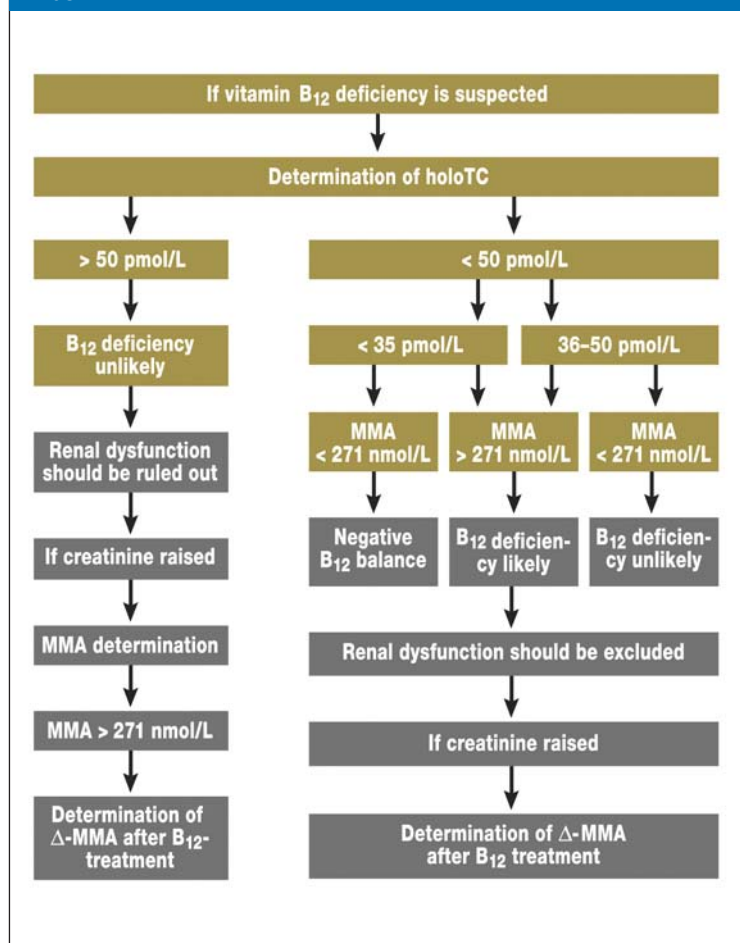 If vitamin B12 deficiency is suspected
Determination of holoTC
> 50 pmol/L
< 50 pmol/L
B12 deficiency
unlikely
< 35 pmol/L
36–50 pmol/L
Renal dysfunction
should be ruled out
MMA
< 271 nmol/L
MMA
> 271 nmol/L
MMA
< 271 nmol/L
If creatinine raised
Negative
B12 balance
B12 deficien-
cy likely
B12 deficien-
cy unlikely
MMA determination
Renal dysfunction should be excluded
MMA > 271 nmol/L
If creatinine raised
Determination of
Δ-MMA after B12-
treatment
Determination of Δ-MMA
after B12 treatment